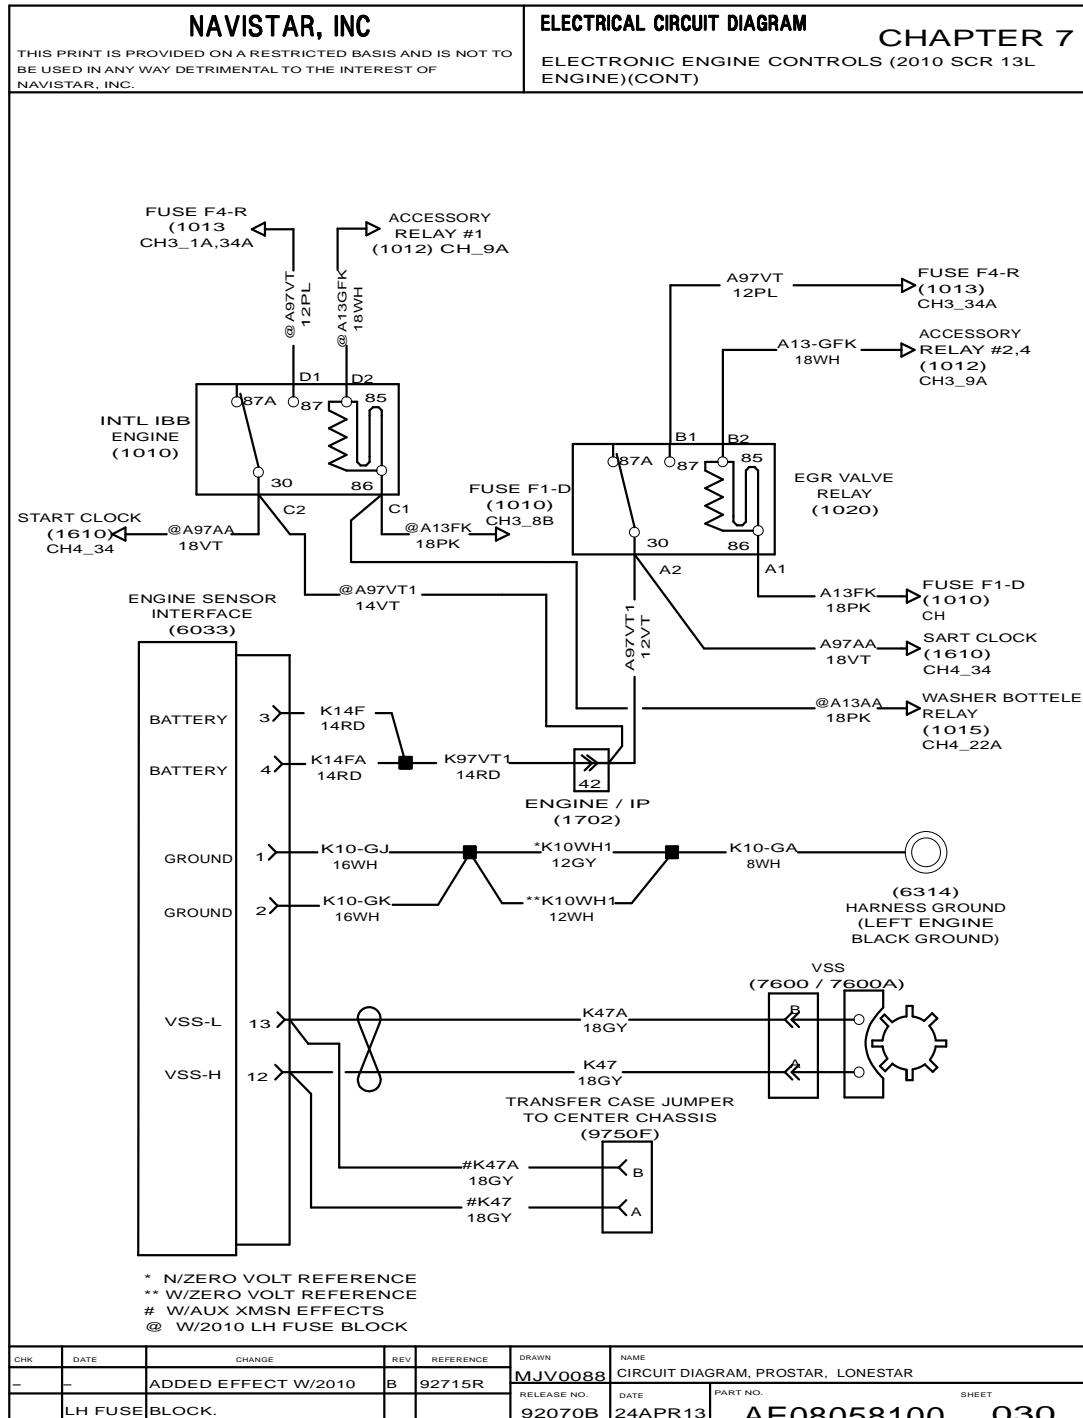 NAVISTAR, INC
THIS PRINT IS PROVIDED ON A RESTRICTED BASIS AND IS NOT TO
BE USED IN ANY WAY DETRIMENTAL TO THE INTEREST OF
NAVISTAR, INC.
ELECTRICAL CIRCUIT DIAGRAM
CHAPTER 7
ELECTRONIC ENGINE CONTROLS (2010 SCR 13L
ENGINE)(CONT)
FUSE F4-R
(1013
CH3_1A,34A
ACCESSORY
RELAY #1
(1012) CH_9A
@A97VT
12PL
@A13GFK
18WH
A97VT
12PL
FUSE F4-R
(1013)
CH3_34A
A13-GFK
18WH
ACCESSORY
RELAY #2,4
(1012)
CH3_9A
D1
D2
87A
87
85
INTL IBB
ENGINE
(1010)
30
86
C2
C1
B1
B2
87A
87
85
EGR VALVE
RELAY
(1020)
30
86
A2
A1
START CLOCK
(1610)
CH4_34
@A97AA
18VT
@A13FK
18PK
FUSE F1-D
(1010)
CH3_8B
@A97VT1
14VT
A97VT1
12VT
A13FK
18PK
FUSE F1-D
(1010)
CH
A97AA
18VT
SART CLOCK
(1610)
CH4_34
@A13AA
18PK
WASHER BOTTELE
RELAY
(1015)
CH4_22A
ENGINE SENSOR
INTERFACE
(6033)
BATTERY
3
K14F
14RD
BATTERY
4
K14FA
14RD
K97VT1
14RD
42
ENGINE / IP
(1702)
GROUND
1
K10-GJ
16WH
*K10WH1
12GY
K10-GA
8WH
GROUND
2
K10-GK
16WH
**K10WH1
12WH
(6314)
HARNESS GROUND
(LEFT ENGINE
BLACK GROUND)
VSS
(7600 / 7600A)
VSS-L
13
K47A
18GY
B
VSS-H
12
K47
18GY
A
TRANSFER CASE JUMPER
TO CENTER CHASSIS
(9750F)
#K47A
18GY
B
#K47
18GY
A
* N/ZERO VOLT REFERENCE
** W/ZERO VOLT REFERENCE
# W/AUX XMSN EFFECTS
@ W/2010 LH FUSE BLOCK
CHK DATE CHANGE REV REFERENCE
– – ADDED EFFECT W/2010 B 92715R
LH FUSE BLOCK.
DRAWN
MJV0088
NAME
CIRCUIT DIAGRAM, PROSTAR, LONESTAR
RELEASE NO.
92070B
DATE
24APR13
PART NO.
AE08058100
SHEET
030